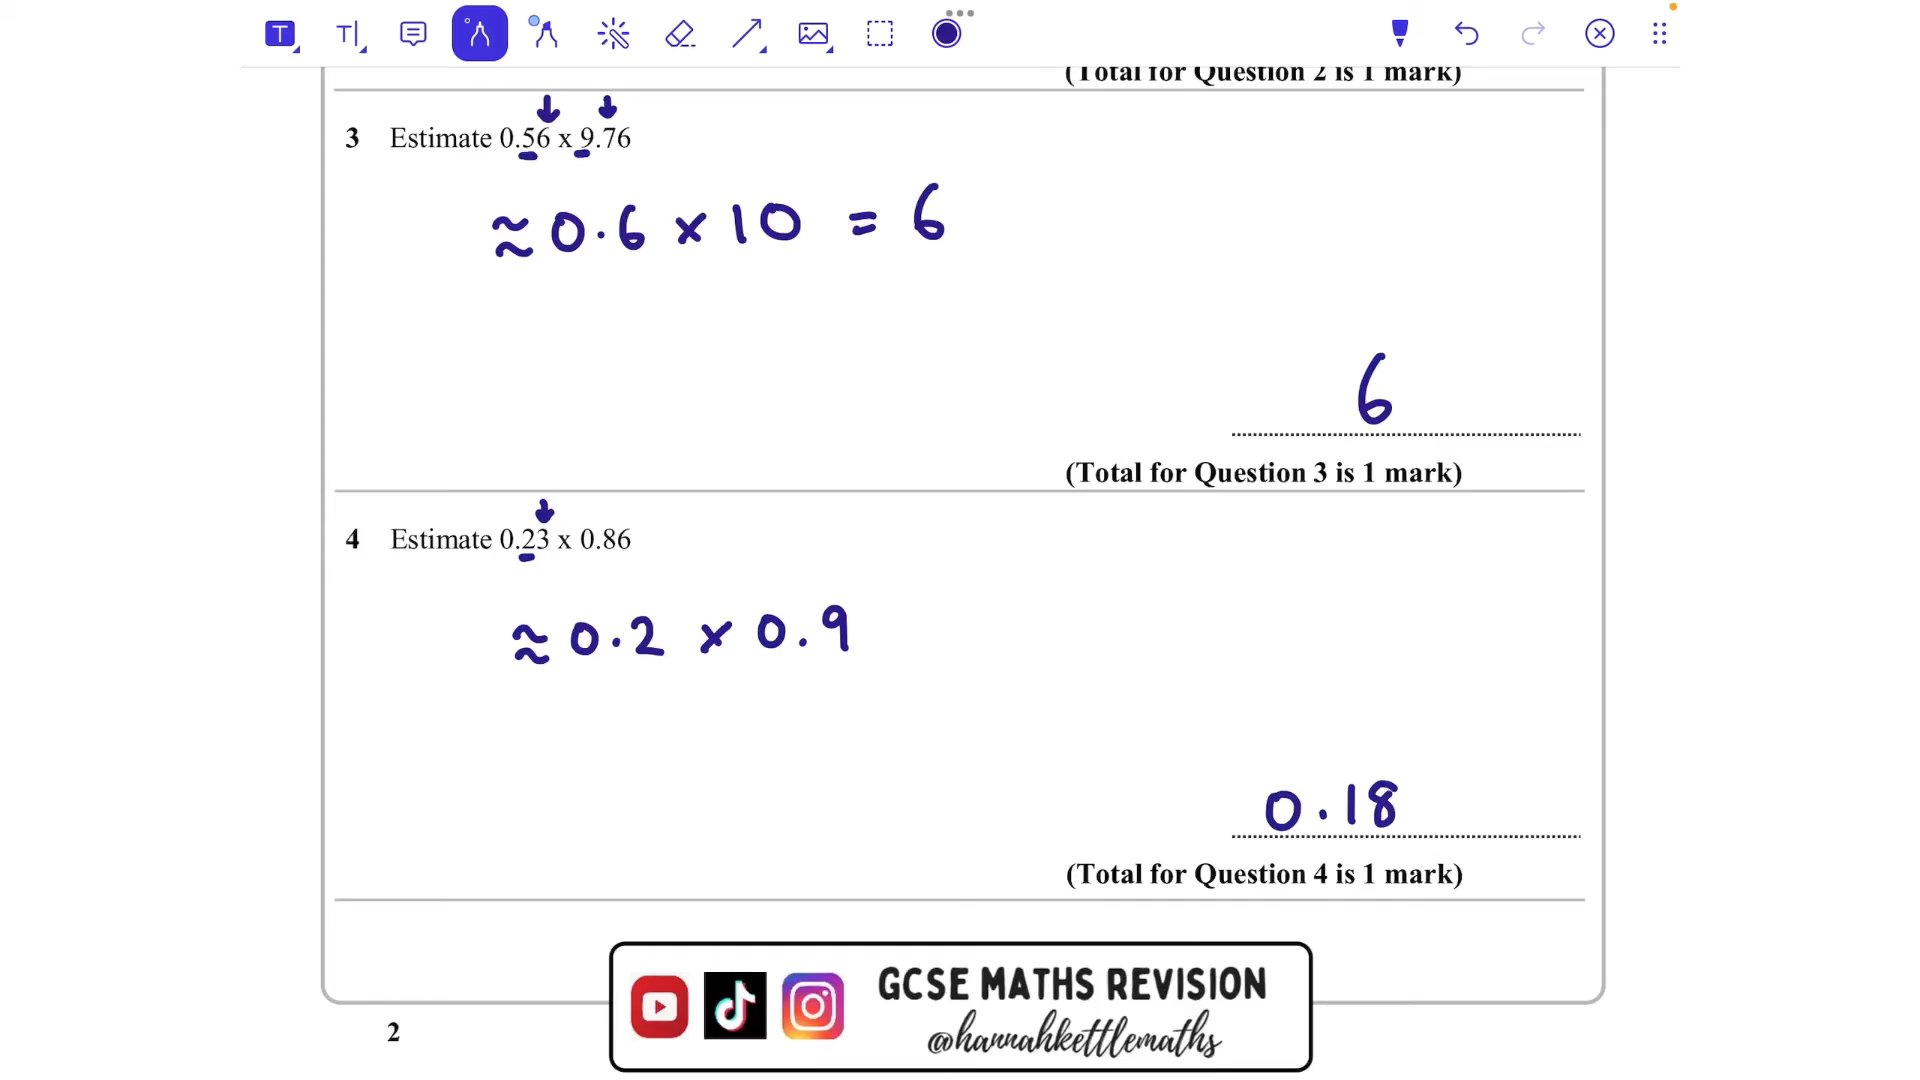 T T|
(Total for Question 2 is 1 mark)
3 Estimate 0.56 x 9.76
≈ 0.6 × 10 = 6
6
(Total for Question 3 is 1 mark)
4 Estimate 0.23 x 0.86
≈ 0.2 × 0.9
0.18
(Total for Question 4 is 1 mark)
GCSE MATHS REVISION
@hannahkettlemaths
2